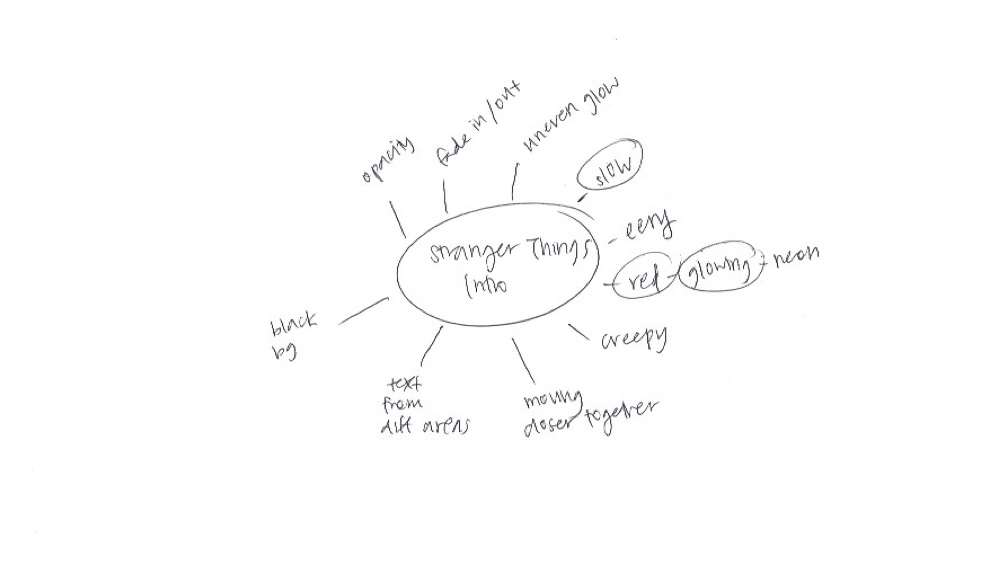 opacity
fade in/out
uneven glow
slow
eery
stranger Things
Intro
red glowing + neon
creepy
black
bg
text
from
diff areas
moving
closer together